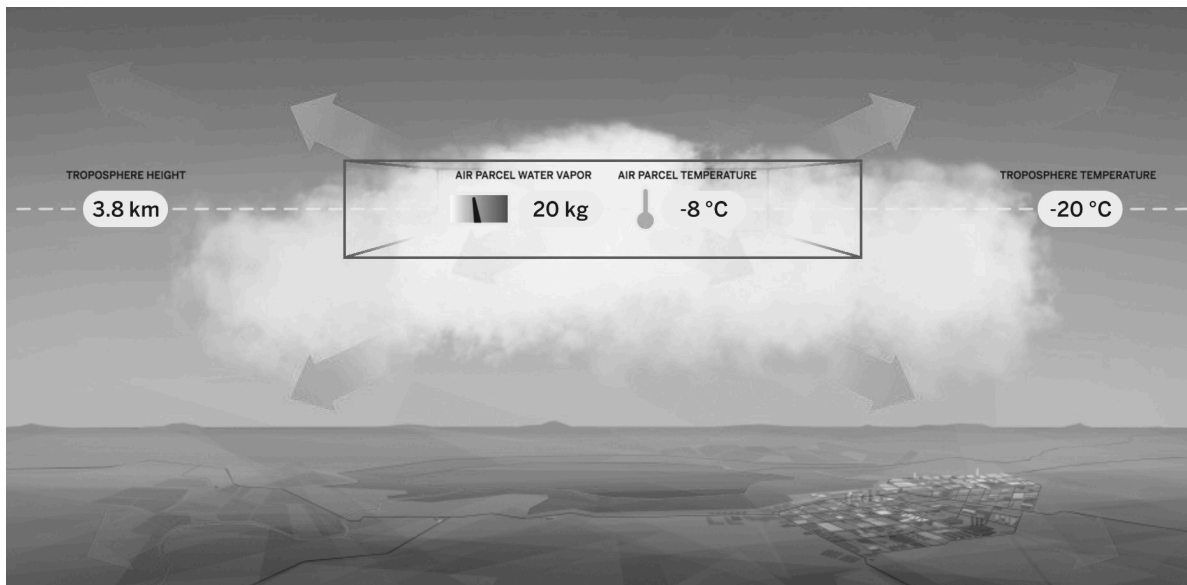 TROPOSPHERE HEIGHT
3.8 km
AIR PARCEL WATER VAPOR
20 kg
AIR PARCEL TEMPERATURE
-8 °C
TROPOSPHERE TEMPERATURE
-20 °C